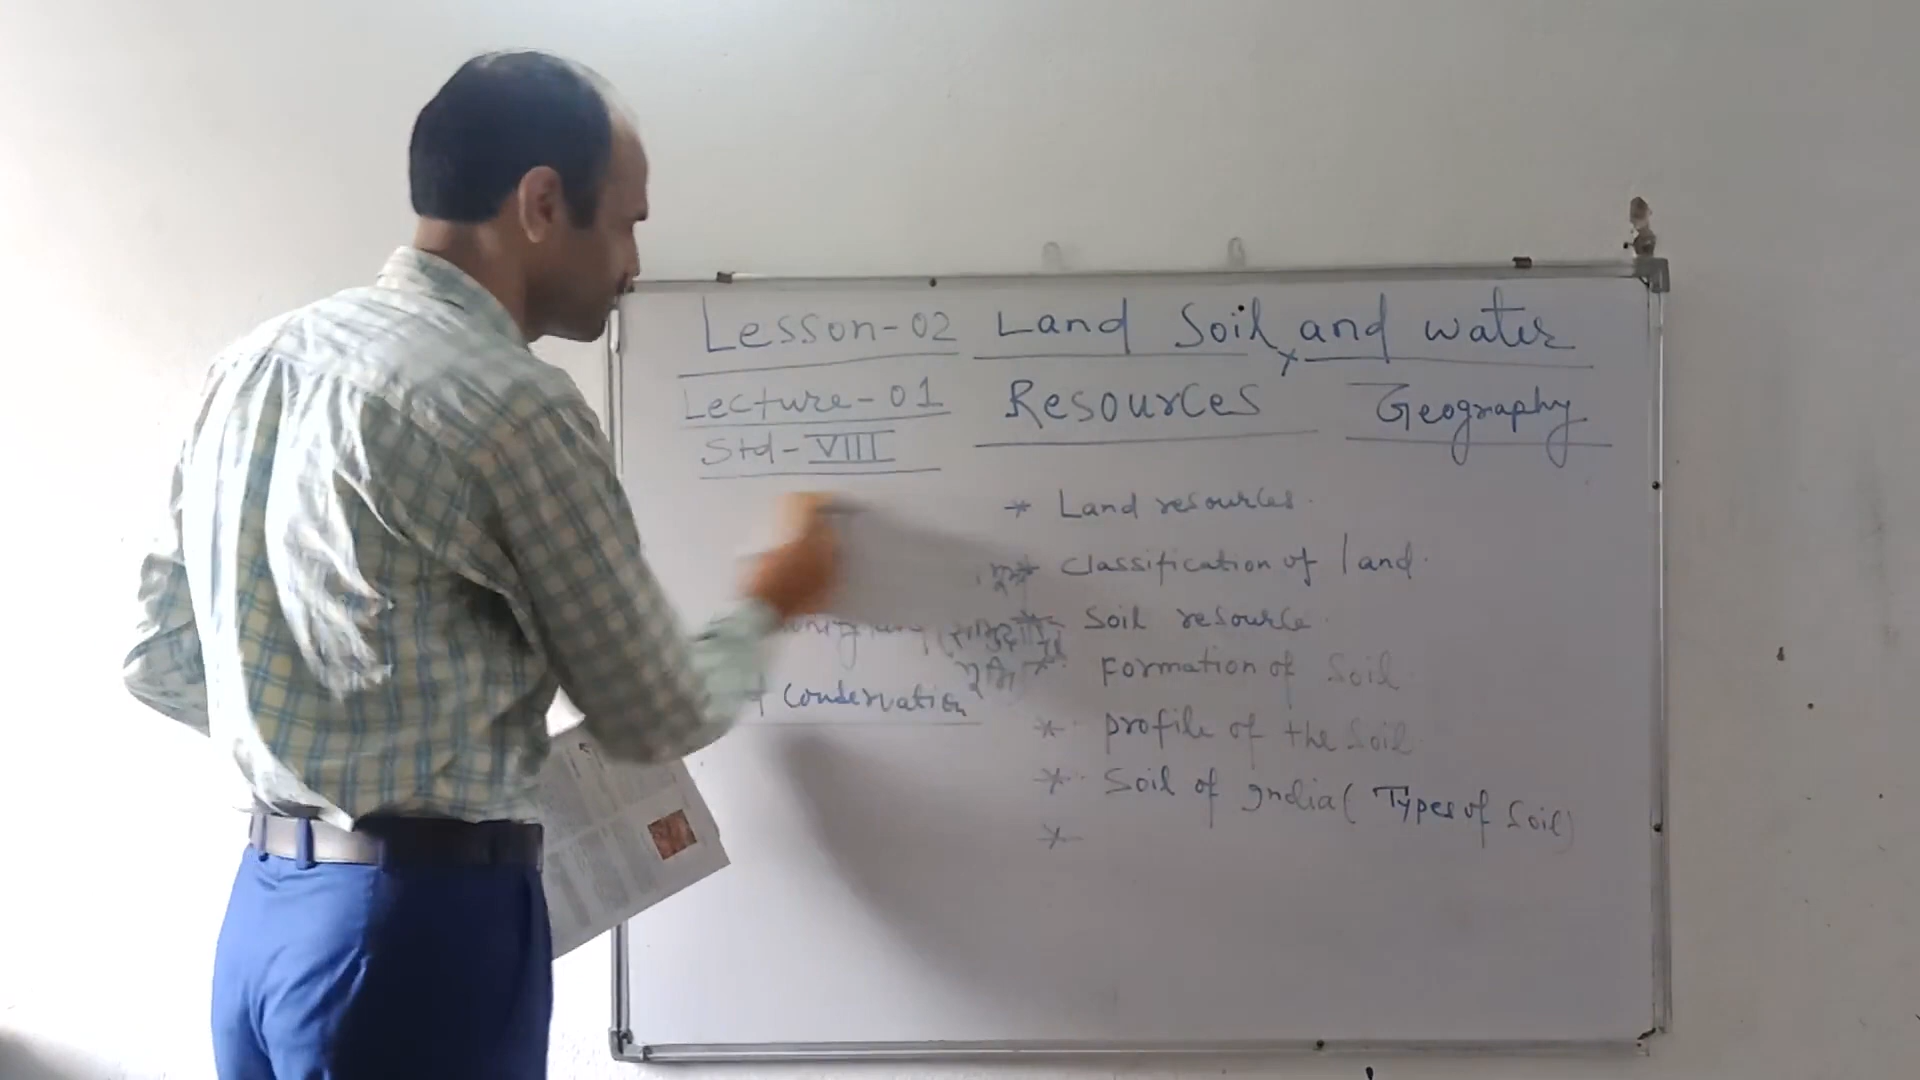 Lesson-02 Land Soil, and water
Lecture-01 Resources Geography
Std-VIII
* Land resources.
* Classification of land.
* Soil resource.
* Formation of Soil
* profile of the Soil
* Soil of India (Types of Soil)
*
Conservation
भूमि